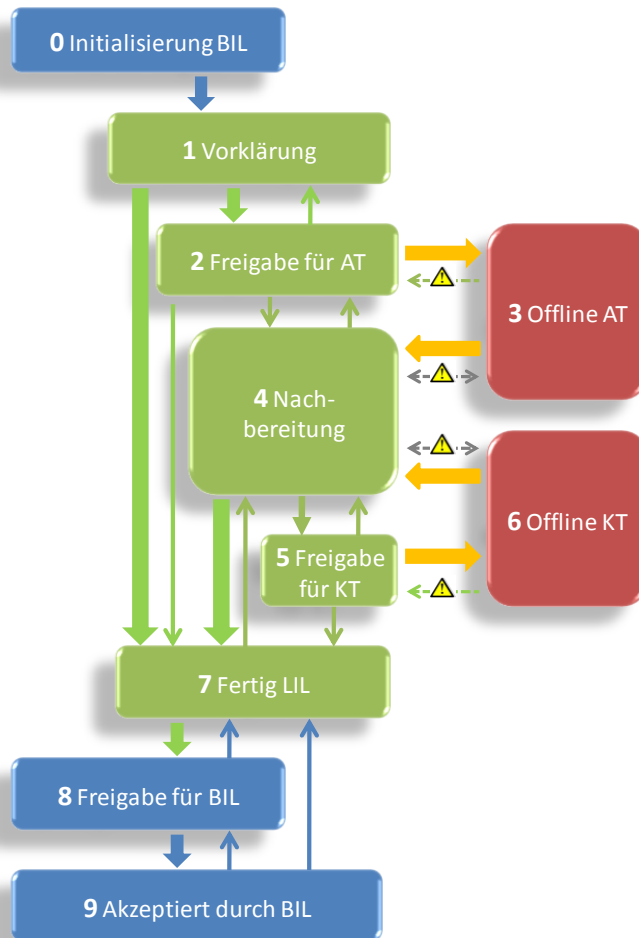 0 Initialisierung BIL
1 Vorklärung
2 Freigabe für AT
3 Offline AT
4 Nach-
bereitung
6 Offline KT
5 Freigabe
für KT
7 Fertig LIL
8 Freigabe für BIL
9 Akzeptiert durch BIL